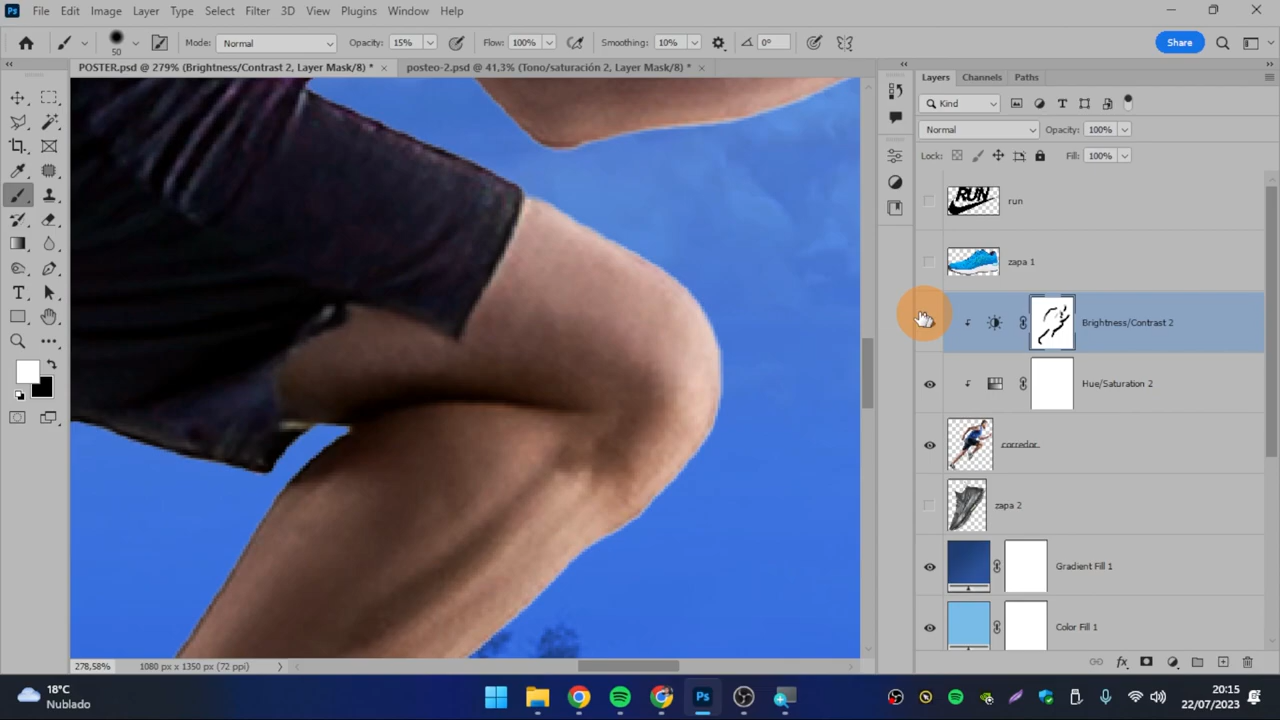 Ps File Edit Image Layer Type Select Filter 3D View Plugins Window Help
50 Mode: Normal Opacity: 15% Flow: 100% Smoothing: 10% 0° Share
POSTER.psd @ 279% (Brightness/Contrast 2, Layer Mask/8) * × posteo-2.psd @ 41,3% (Tono/saturación 2, Layer Mask/8) * ×
Layers Channels Paths
Kind
Normal Opacity: 100%
Lock: Fill: 100%
RUN run
zapa 1
Brightness/Contrast 2
Hue/Saturation 2
corredor
zapa 2
Gradient Fill 1
Color Fill 1
278,58% 1080 px x 1350 px (72 ppi)
fx
18°C
Nublado
Ps
20:15
22/07/2023